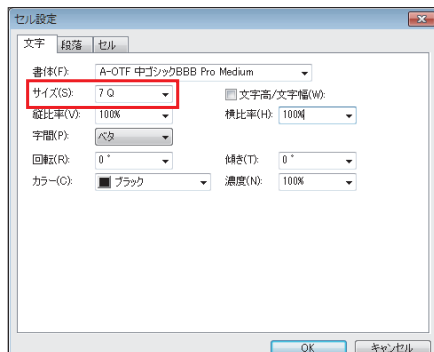 セル設定
文字 段落 セル
書体(F): A-OTF 中ゴシックBBB Pro Medium
サイズ(S): 7 Q 文字高/文字幅(W):
縦比率(V): 100% 横比率(H): 100%
字間(P): ベタ
回転(R): 0 ° 傾き(T): 0 °
カラー(C): ブラック 濃度(N): 100%
OK キャンセル